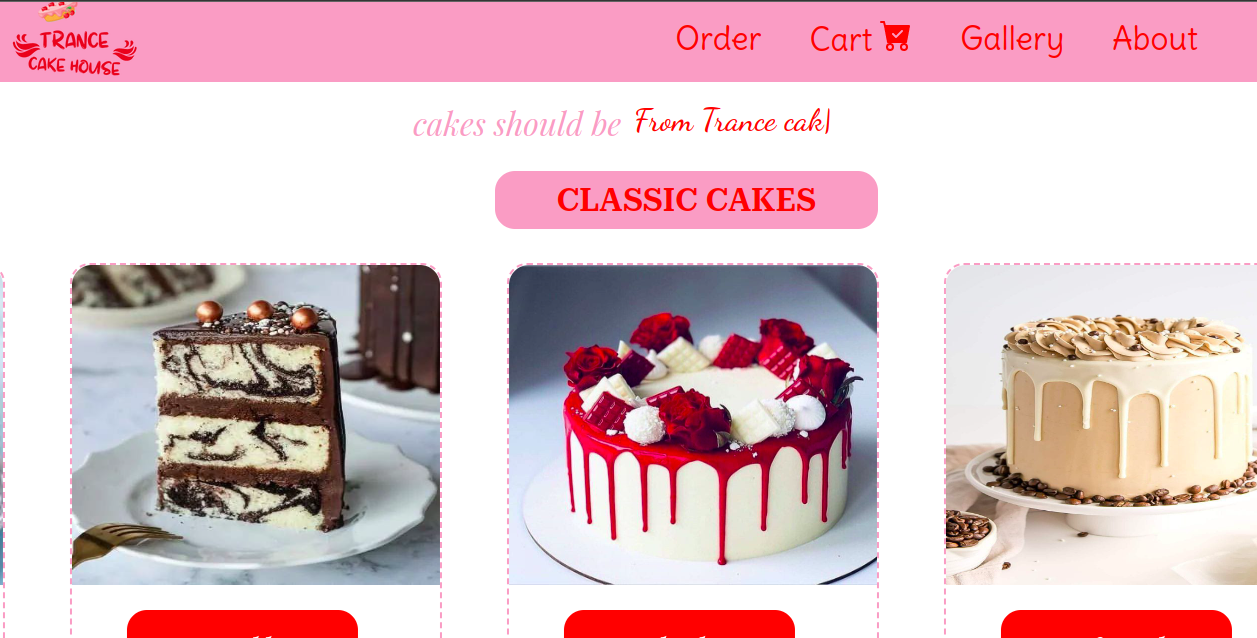 TRANCE
CAKE HOUSE
Order Cart Gallery About
cakes should be From Trance cak
CLASSIC CAKES